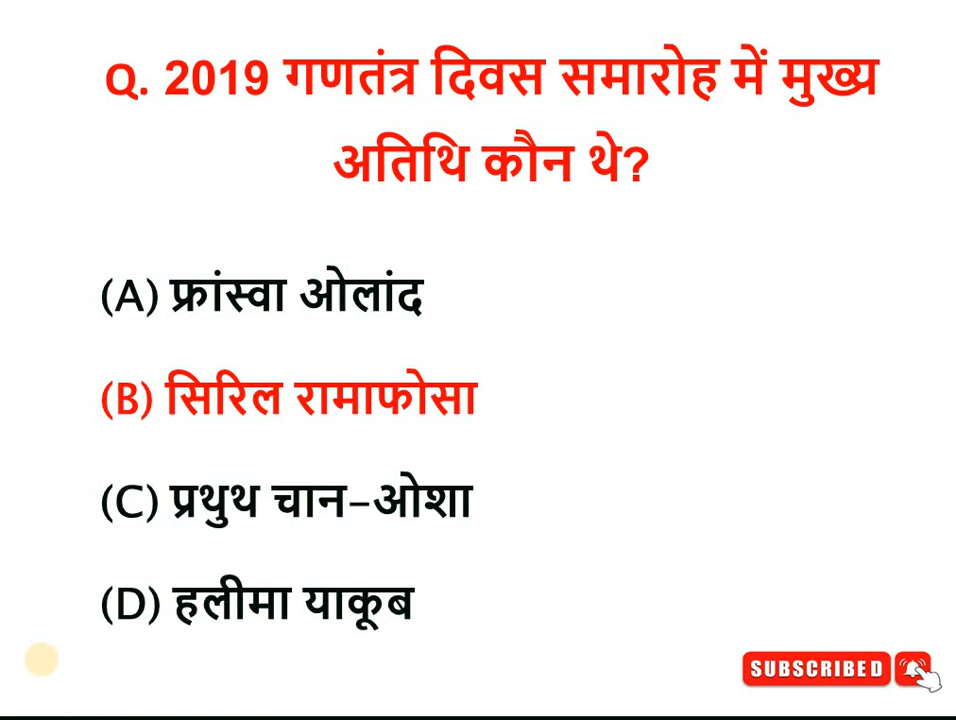 Q. 2019 गणतंत्र दिवस समारोह में मुख्य
अतिथि कौन थे?
(A) फ्रांस्वा ओलांद
(B) सिरिल रामाफोसा
(C) प्रथुथ चान-ओशा
(D) हलीमा याकूब
SUBSCRIBED